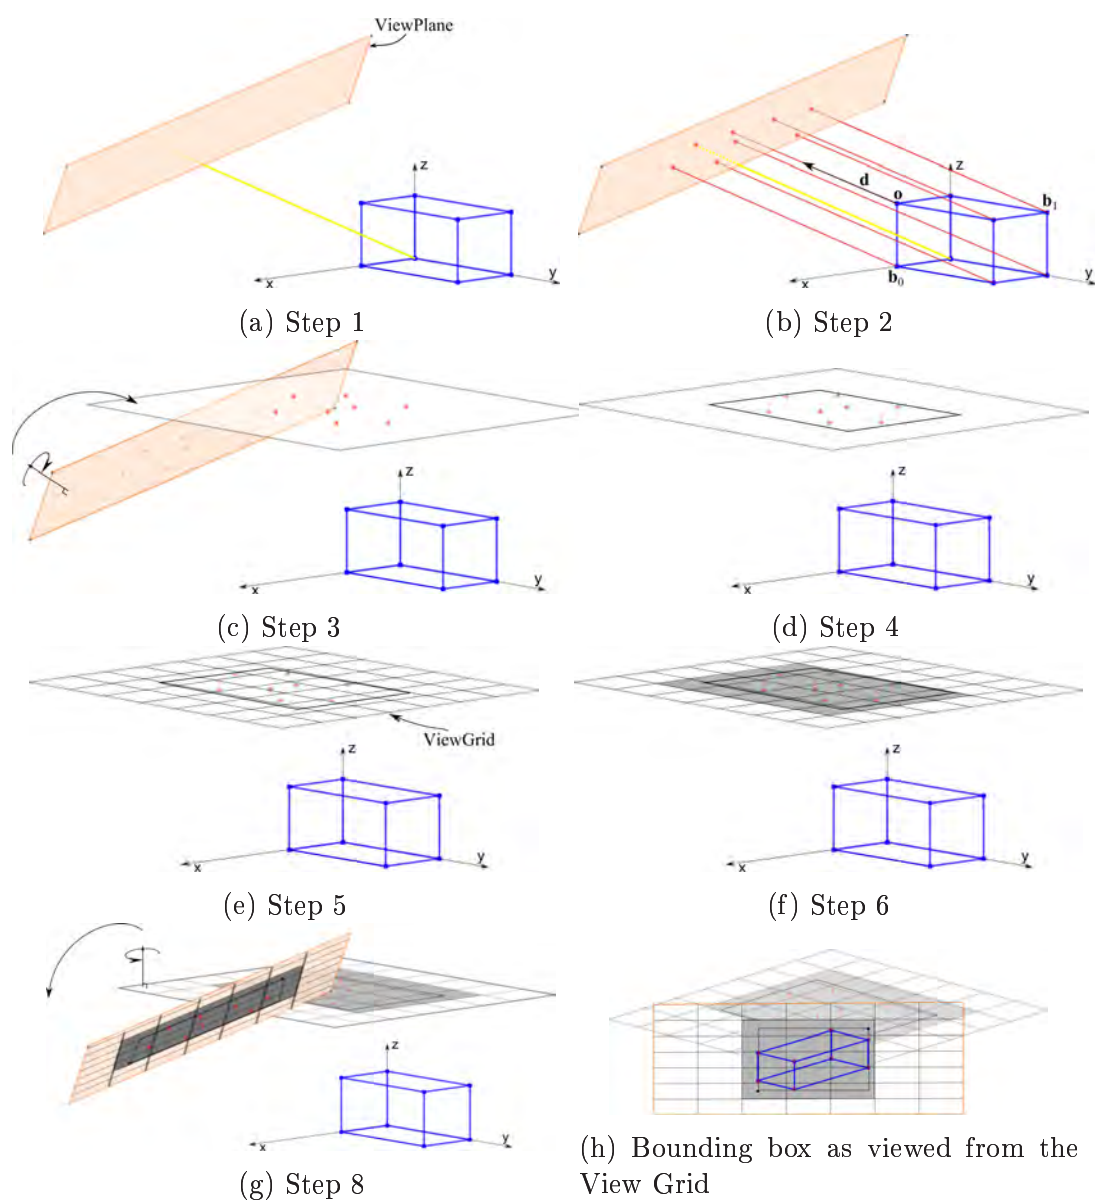 ViewPlane
z
x
y
(a) Step 1
z
d
o
b1
x
b0
y
(b) Step 2
z
x
y
(c) Step 3
z
x
y
(d) Step 4
ViewGrid
z
x
y
(e) Step 5
z
x
y
(f) Step 6
z
x
y
(g) Step 8
(h) Bounding box as viewed from the
View Grid